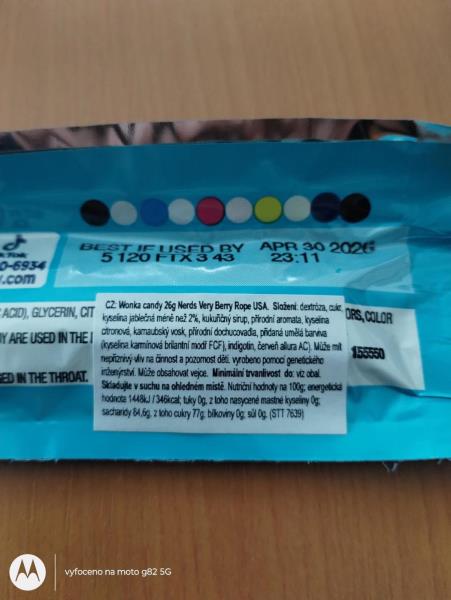 TikTok
BEST IF USED BY APR 30 2026
0-6934
5 120 FTX 3 43 23:11
y.com
ACID), GLYCERIN, CIT
ORS, COLOR
CZ: Wonka candy 26g Nerds Very Berry Rope USA. Složení: dextróza, cukr,
kyselina jablečná méně než 2%, kukuřičný sirup, přírodní aromata, kyselina
citronová, karnaubský vosk, přírodní dochucovadla, přidaná umělá barviva
(kyselina karmínová brilantní modř FCF), indigotin, červeň allura AC). Může mít
nepříznivý vliv na činnost a pozornost dětí. vyrobeno pomocí genetického
inženýrství. Může obsahovat vejce. Minimální trvanlivost do: viz obal.
Skladujte v suchu na ohledném místě. Nutriční hodnoty na 100g: energetická
hodnota 1448kJ / 346kcal; tuky 0g, z toho nasycené mastné kyseliny 0g;
sacharidy 84,6g, z toho cukry 77g; bílkoviny 0g; sůl 0g. (STT 7639)
Y ARE USED IN THE
155550
GED IN THE THROAT.
vyfoceno na moto g82 5G